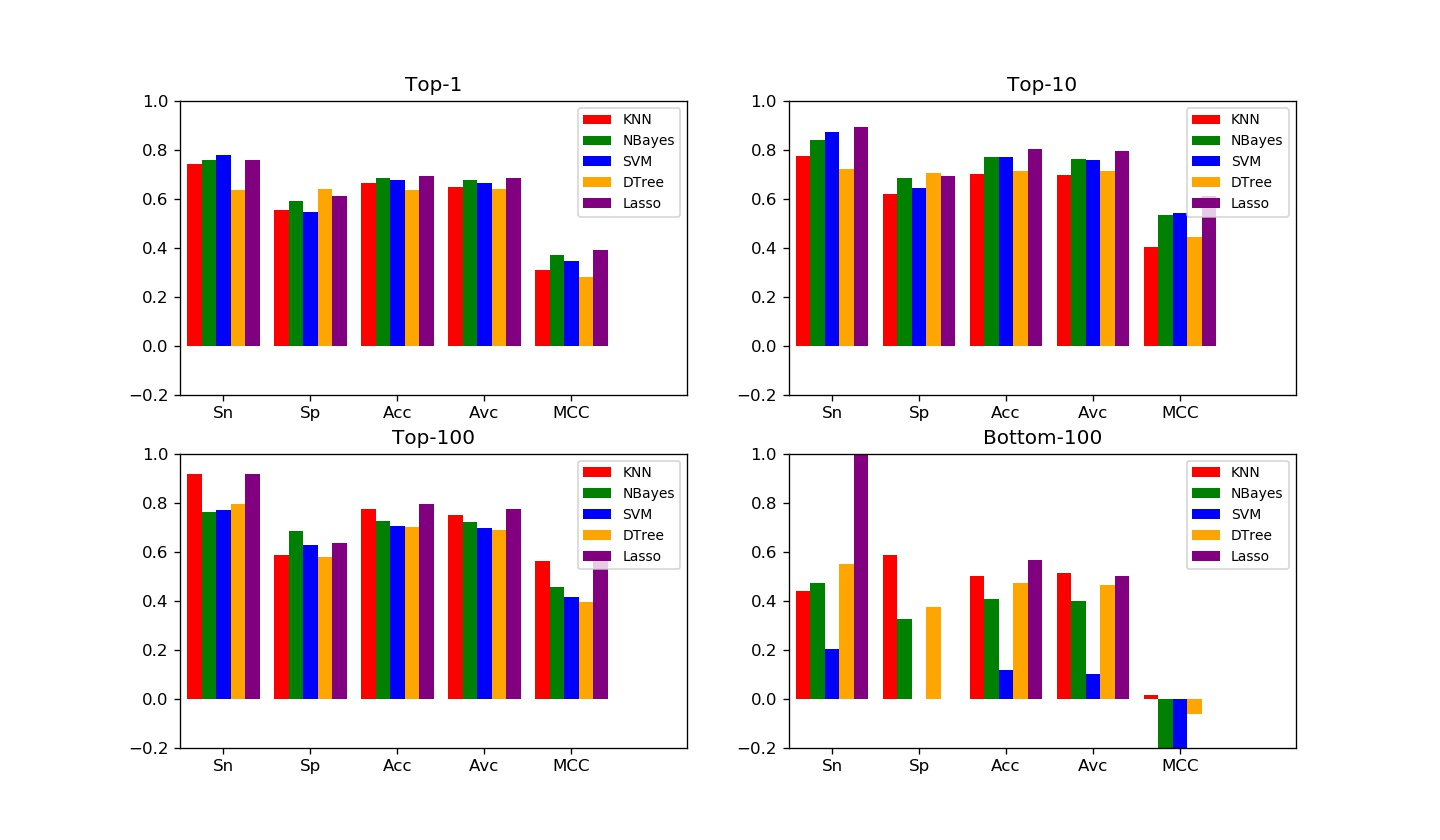 Top-1
1.0
0.8
0.6
0.4
0.2
0.0
−0.2
Sn Sp Acc Avc MCC
KNN
NBayes
SVM
DTree
Lasso
Top-10
1.0
0.8
0.6
0.4
0.2
0.0
−0.2
Sn Sp Acc Avc MCC
KNN
NBayes
SVM
DTree
Lasso
Top-100
1.0
0.8
0.6
0.4
0.2
0.0
−0.2
Sn Sp Acc Avc MCC
KNN
NBayes
SVM
DTree
Lasso
Bottom-100
1.0
0.8
0.6
0.4
0.2
0.0
−0.2
Sn Sp Acc Avc MCC
KNN
NBayes
SVM
DTree
Lasso